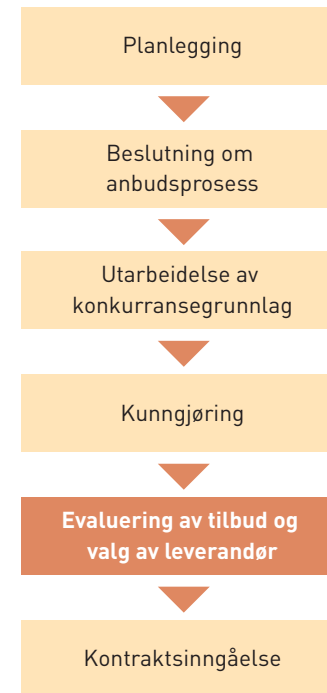 Planlegging
Beslutning om
anbudsprosess
Utarbeidelse av
konkurransegrunnlag
Kunngjøring
Evaluering av tilbud og
valg av leverandør
Kontraktsinngåelse